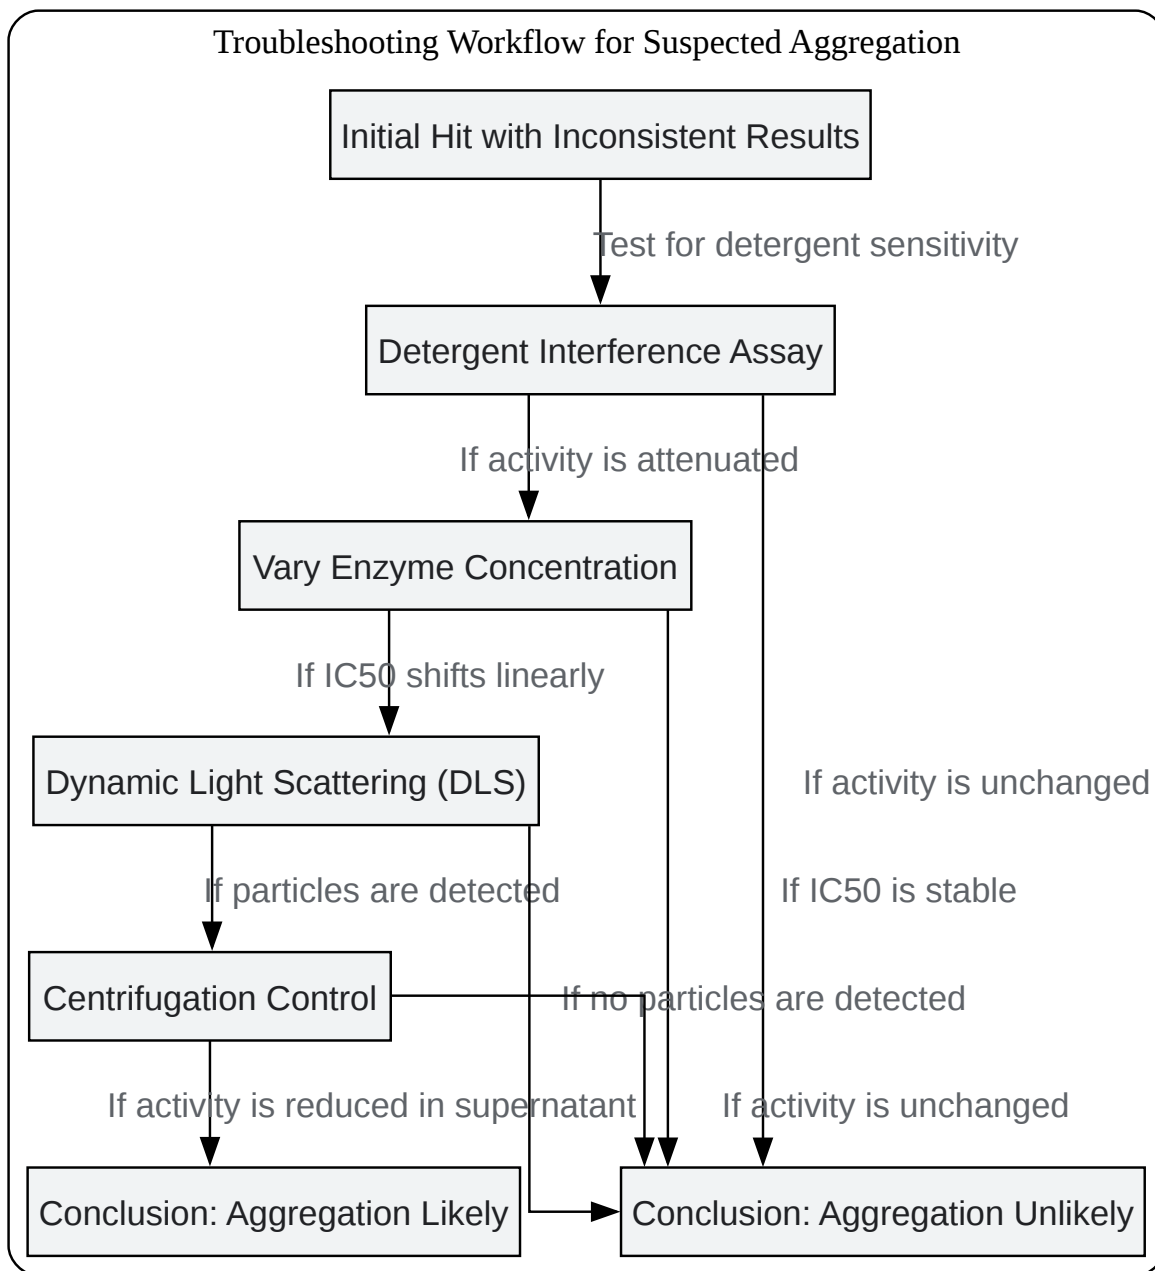 Troubleshooting Workflow for Suspected Aggregation
Initial Hit with Inconsistent Results
Test for detergent sensitivity
Detergent Interference Assay
If activity is attenuated
Vary Enzyme Concentration
If IC50 shifts linearly
Dynamic Light Scattering (DLS)
If activity is unchanged
If particles are detected
If IC50 is stable
Centrifugation Control
If no particles are detected
If activity is reduced in supernatant
If activity is unchanged
Conclusion: Aggregation Likely
Conclusion: Aggregation Unlikely